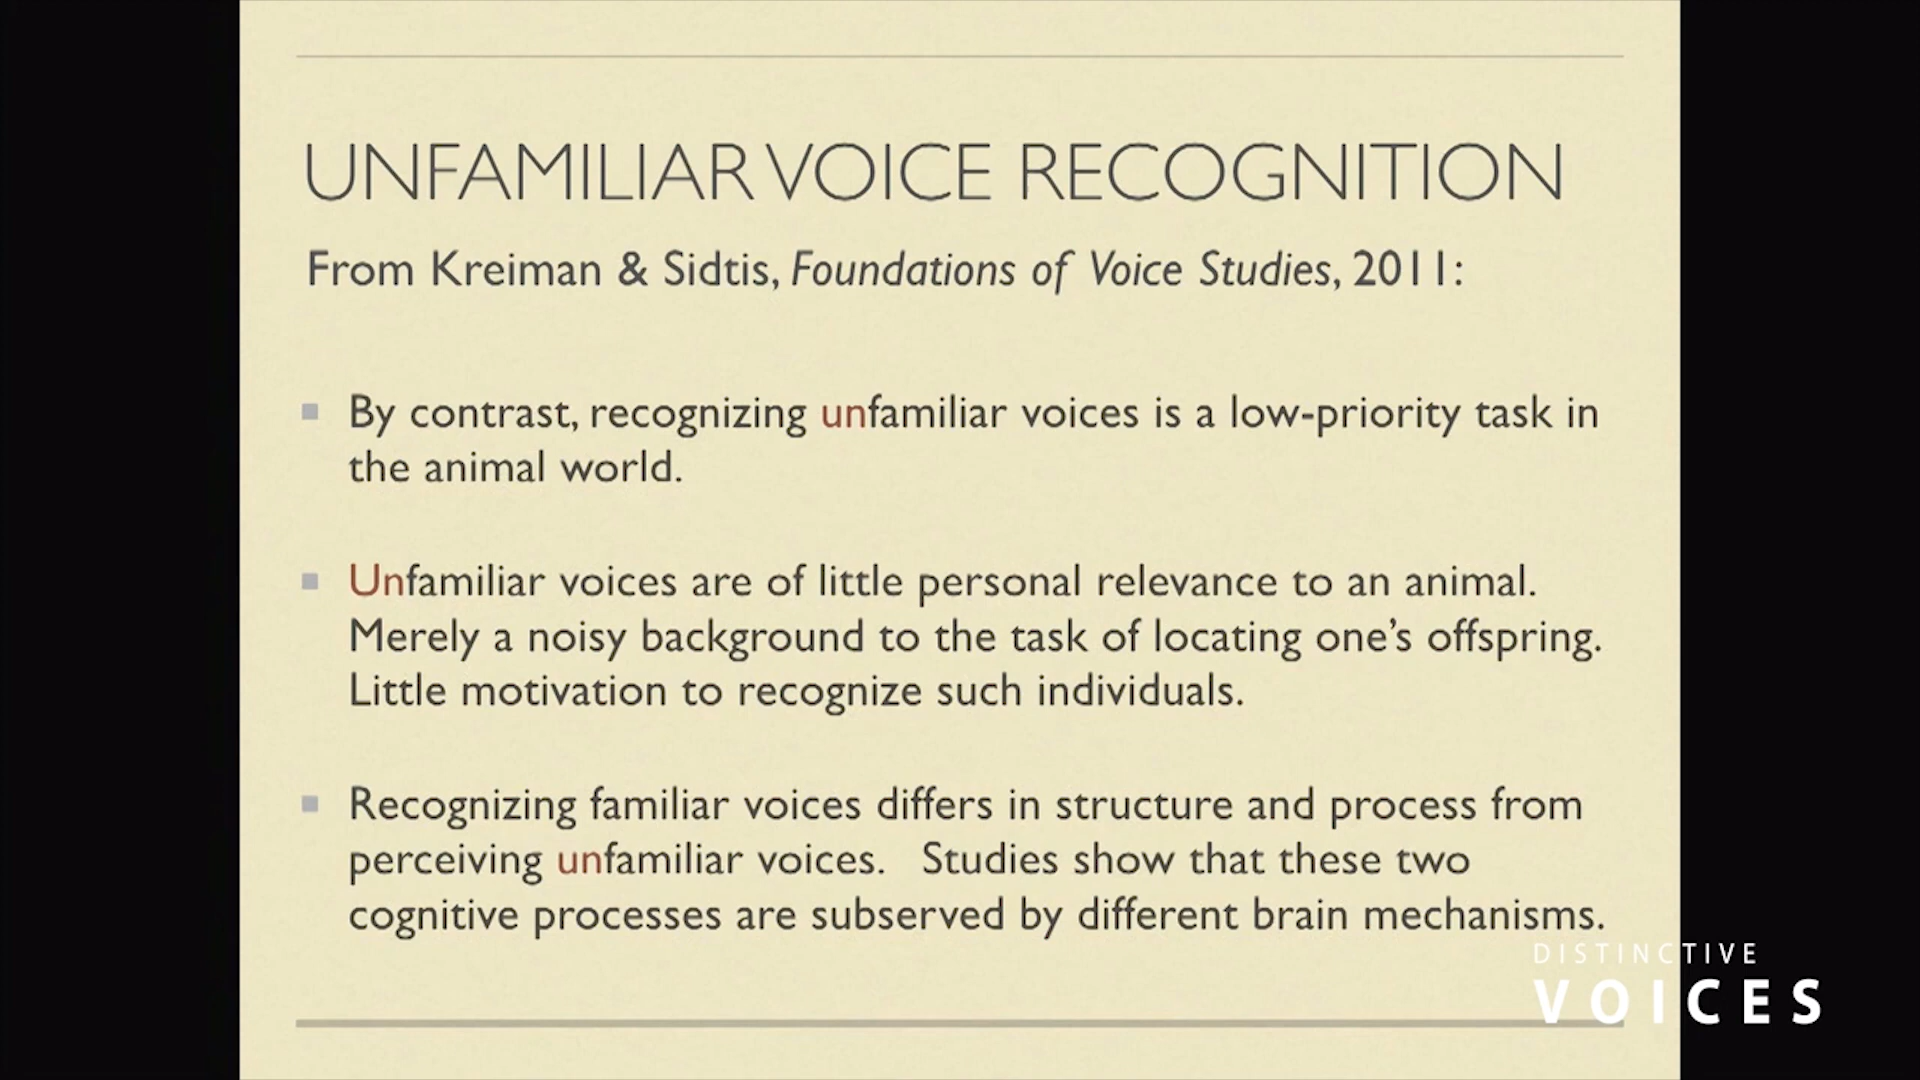 UNFAMILIAR VOICE RECOGNITION
From Kreiman & Sidtis, Foundations of Voice Studies, 2011:
By contrast, recognizing unfamiliar voices is a low-priority task in
the animal world.
Unfamiliar voices are of little personal relevance to an animal.
Merely a noisy background to the task of locating one's offspring.
Little motivation to recognize such individuals.
Recognizing familiar voices differs in structure and process from
perceiving unfamiliar voices. Studies show that these two
cognitive processes are subserved by different brain mechanisms.
DISTINCTIVE
VOICES